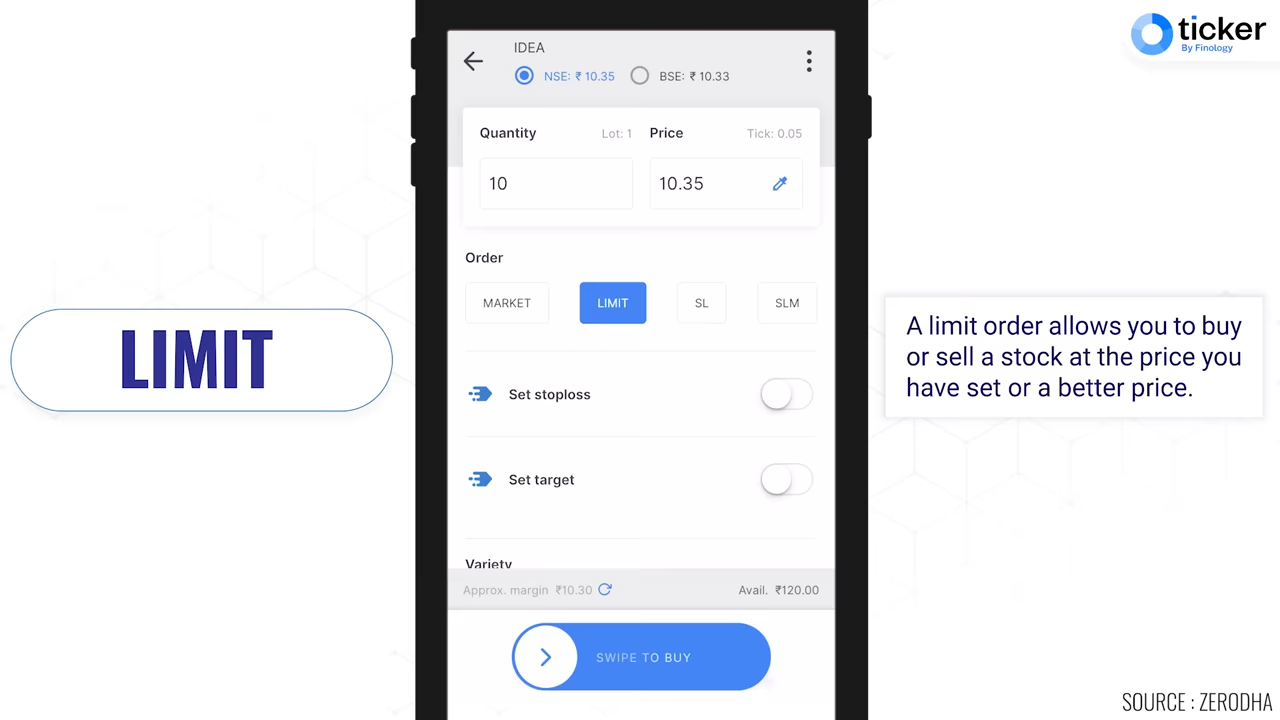 ticker
By Finology
IDEA
NSE: ₹ 10.35 BSE: ₹ 10.33
Quantity Lot: 1 Price Tick: 0.05
10 10.35
Order
MARKET LIMIT SL SLM
LIMIT
A limit order allows you to buy
or sell a stock at the price you
have set or a better price.
Set stoploss
Set target
Variety
Approx. margin ₹10.30 Avail. ₹120.00
SWIPE TO BUY
SOURCE : ZERODHA